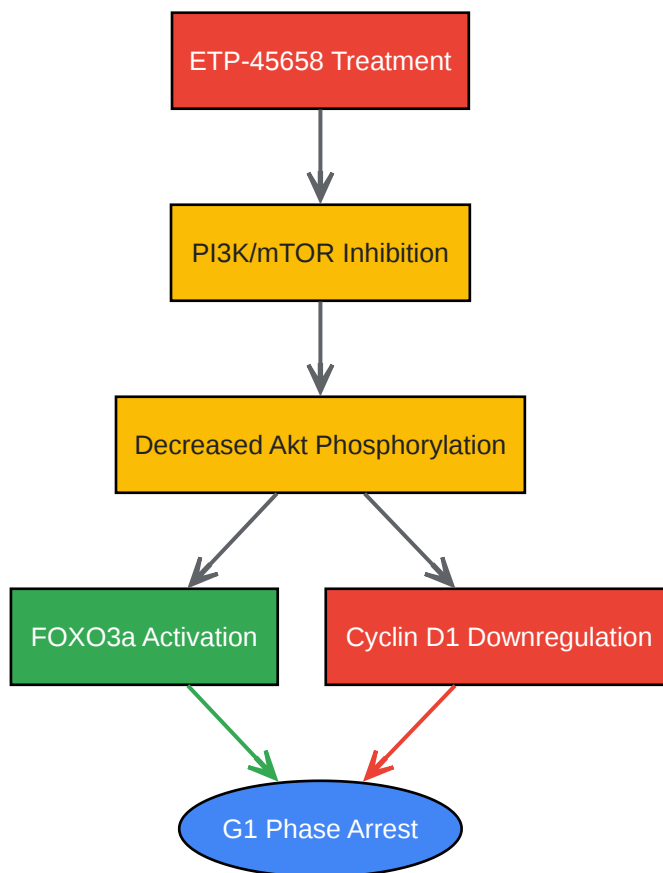 ETP-45658 Treatment
PI3K/mTOR Inhibition
Decreased Akt Phosphorylation
FOXO3a Activation
Cyclin D1 Downregulation
G1 Phase Arrest